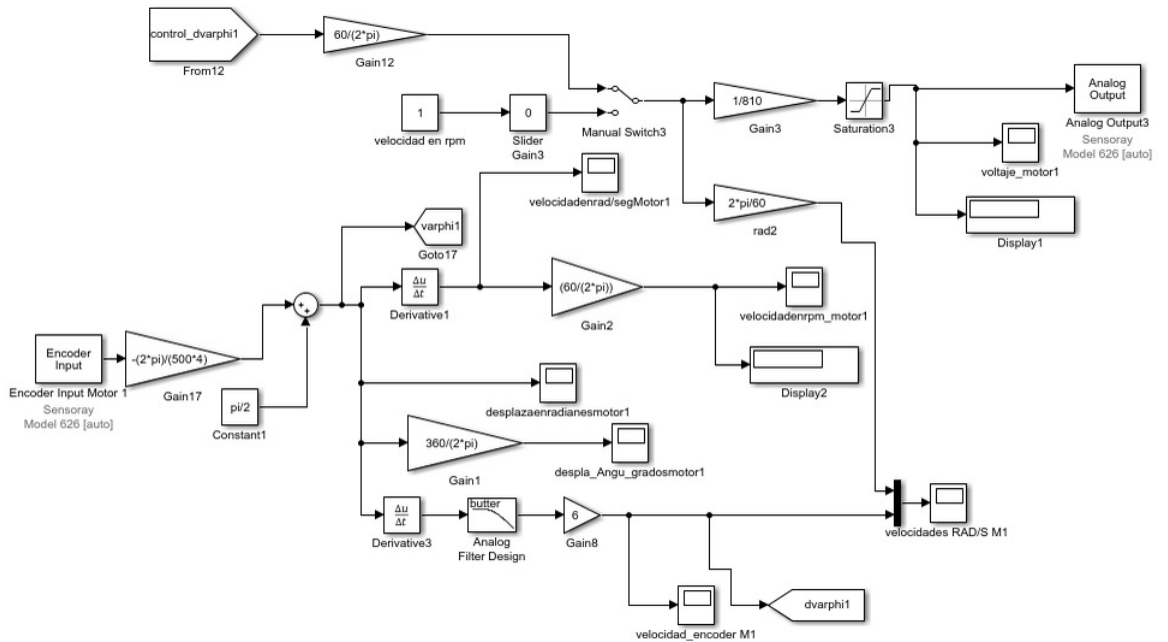 control_dvarphi1
From12
60/(2*pi)
Gain12
1
velocidad en rpm
0
Slider
Gain3
Manual Switch3
1/810
Gain3
Saturation3
Analog
Output
Analog Output3
Sensoray
Model 626 [auto]
voltaje_motor1
Display1
velocidadenrad/segMotor1
2*pi/60
rad2
varphi1
Goto17
Δu
Δt
Derivative1
(60/(2*pi))
Gain2
velocidadenrpm_motor1
Display2
Encoder
Input
Encoder Input Motor 1
Sensoray
Model 626 [auto]
-(2*pi)/(500*4)
Gain17
++
pi/2
Constant1
desplazaenradianesmotor1
360/(2*pi)
Gain1
despla_Angu_gradosmotor1
Δu
Δt
Derivative3
butter
Analog
Filter Design
6
Gain8
velocidades RAD/S M1
velocidad_encoder M1
dvarphi1